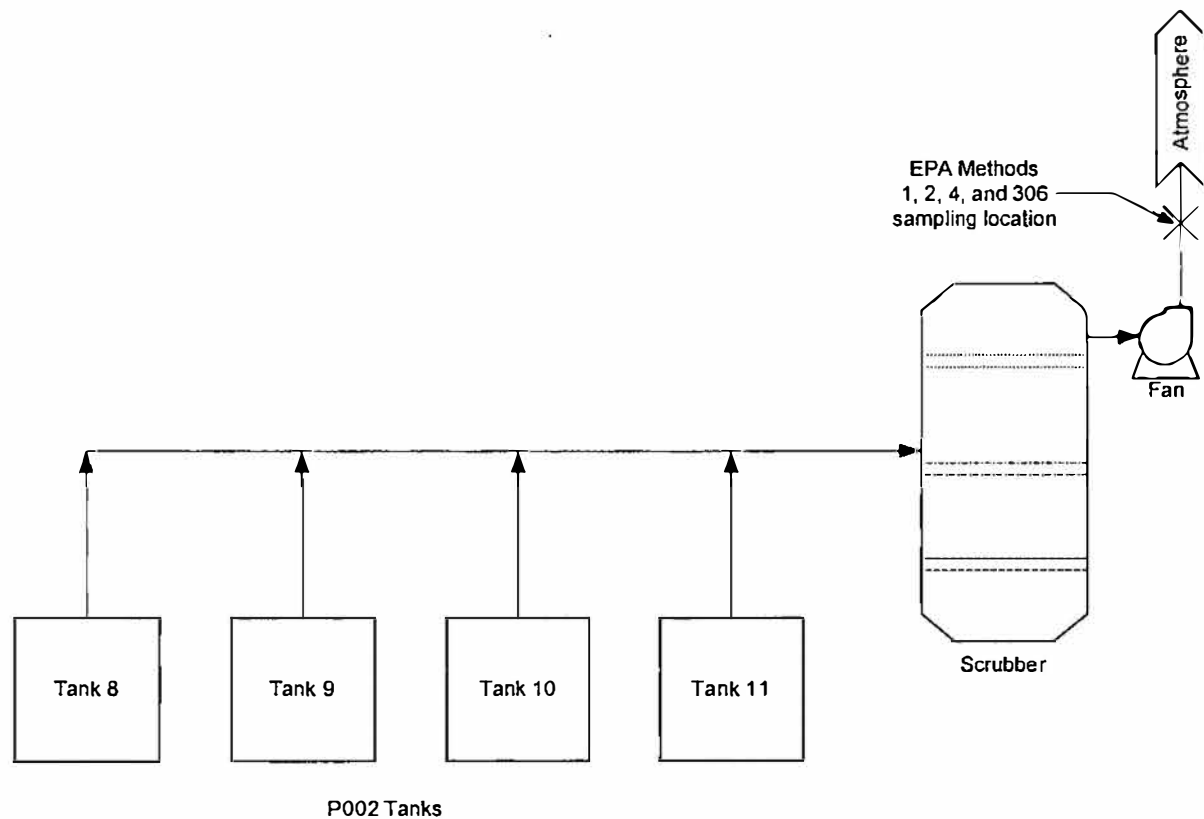 Atmosphere
EPA Methods
1, 2, 4, and 306
sampling location
Fan
Scrubber
Tank 8
Tank 9
Tank 10
Tank 11
P002 Tanks